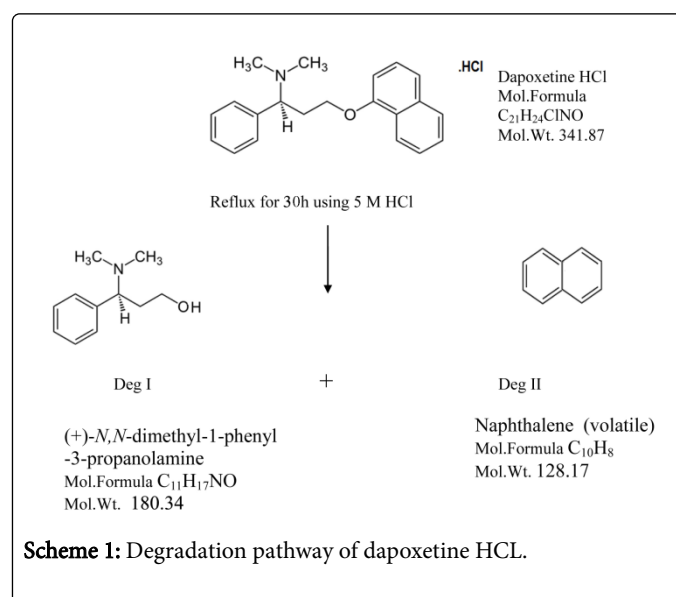 H₃C CH₃
N
.HCl
O
H
Dapoxetine HCl
Mol.Formula
C₂₁H₂₄ClNO
Mol.Wt. 341.87
Reflux for 30h using 5 M HCl
H₃C CH₃
N
OH
H
Deg I
+
Deg II
(+)-N,N-dimethyl-1-phenyl
-3-propanolamine
Mol.Formula C₁₁H₁₇NO
Mol.Wt. 180.34
Naphthalene (volatile)
Mol.Formula C₁₀H₈
Mol.Wt. 128.17
Scheme 1: Degradation pathway of dapoxetine HCL.